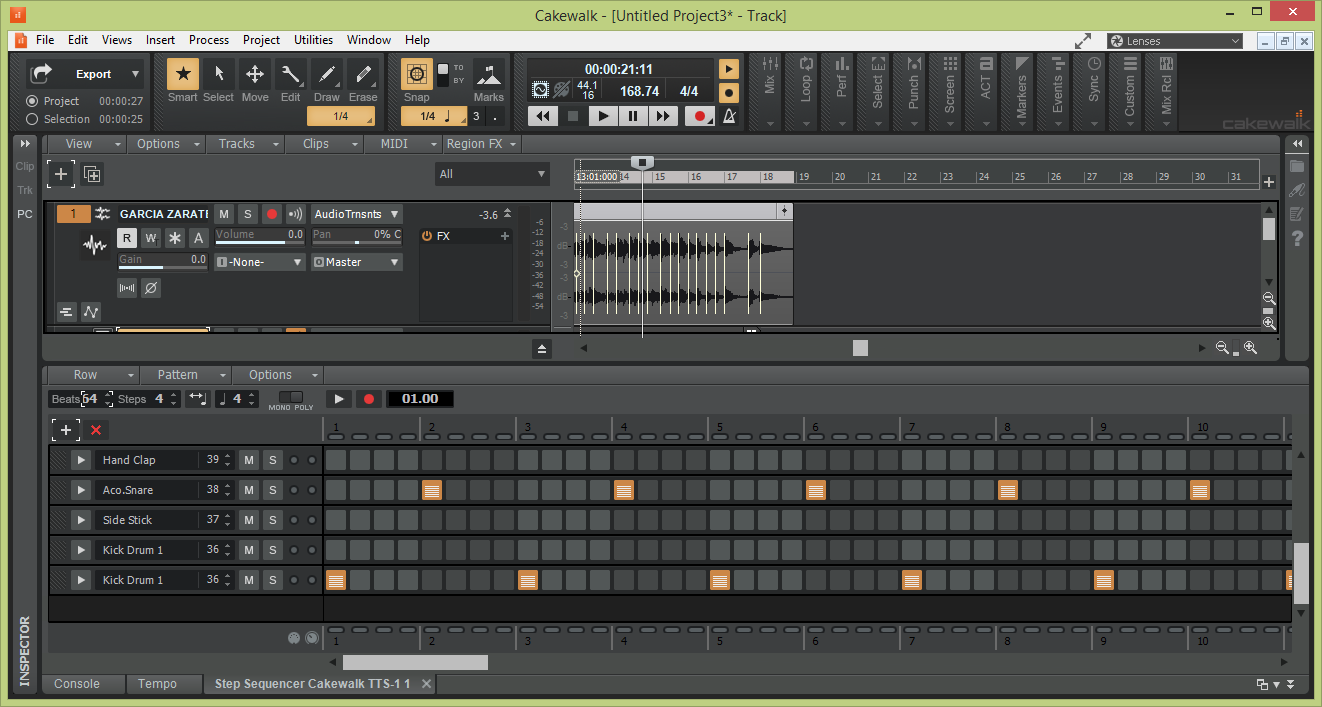 Cakewalk - [Untitled Project3* - Track]
File Edit Views Insert Process Project Utilities Window Help
Lenses
Export
Project 00:00:27
Selection 00:00:25
Smart Select Move Edit Draw Erase
1/4
Snap
TO
BY
Marks
1/4 3 .
00:00:21:11
44.1
16
168.74 4/4
Mix Loop Perf Select Punch Screen ACT Markers Events Sync Custom Mix Rcl
cakewalk
View Options Tracks Clips MIDI Region FX
Clip
Trk
PC
All
13:01:000 14 15 16 17 18 19 20 21 22 23 24 25 26 27 28 29 30 31
1 GARCIA ZARATE M S AudioTrnsnts -3.6
R W A Volume 0.0 Pan 0% C FX
Gain 0.0 -None- Master
-6
-12
-18
-24
-30
-36
-42
-48
-54
-3
dB
-3
-3
dB
-3
Row Pattern Options
Beats 64 Steps 4 4 MONO POLY 01.00
1 2 3 4 5 6 7 8 9 10
Hand Clap 39 M S
Aco.Snare 38 M S
Side Stick 37 M S
Kick Drum 1 36 M S
Kick Drum 1 36 M S
1 2 3 4 5 6 7 8 9 10
INSPECTOR
Console Tempo Step Sequencer Cakewalk TTS-1 1